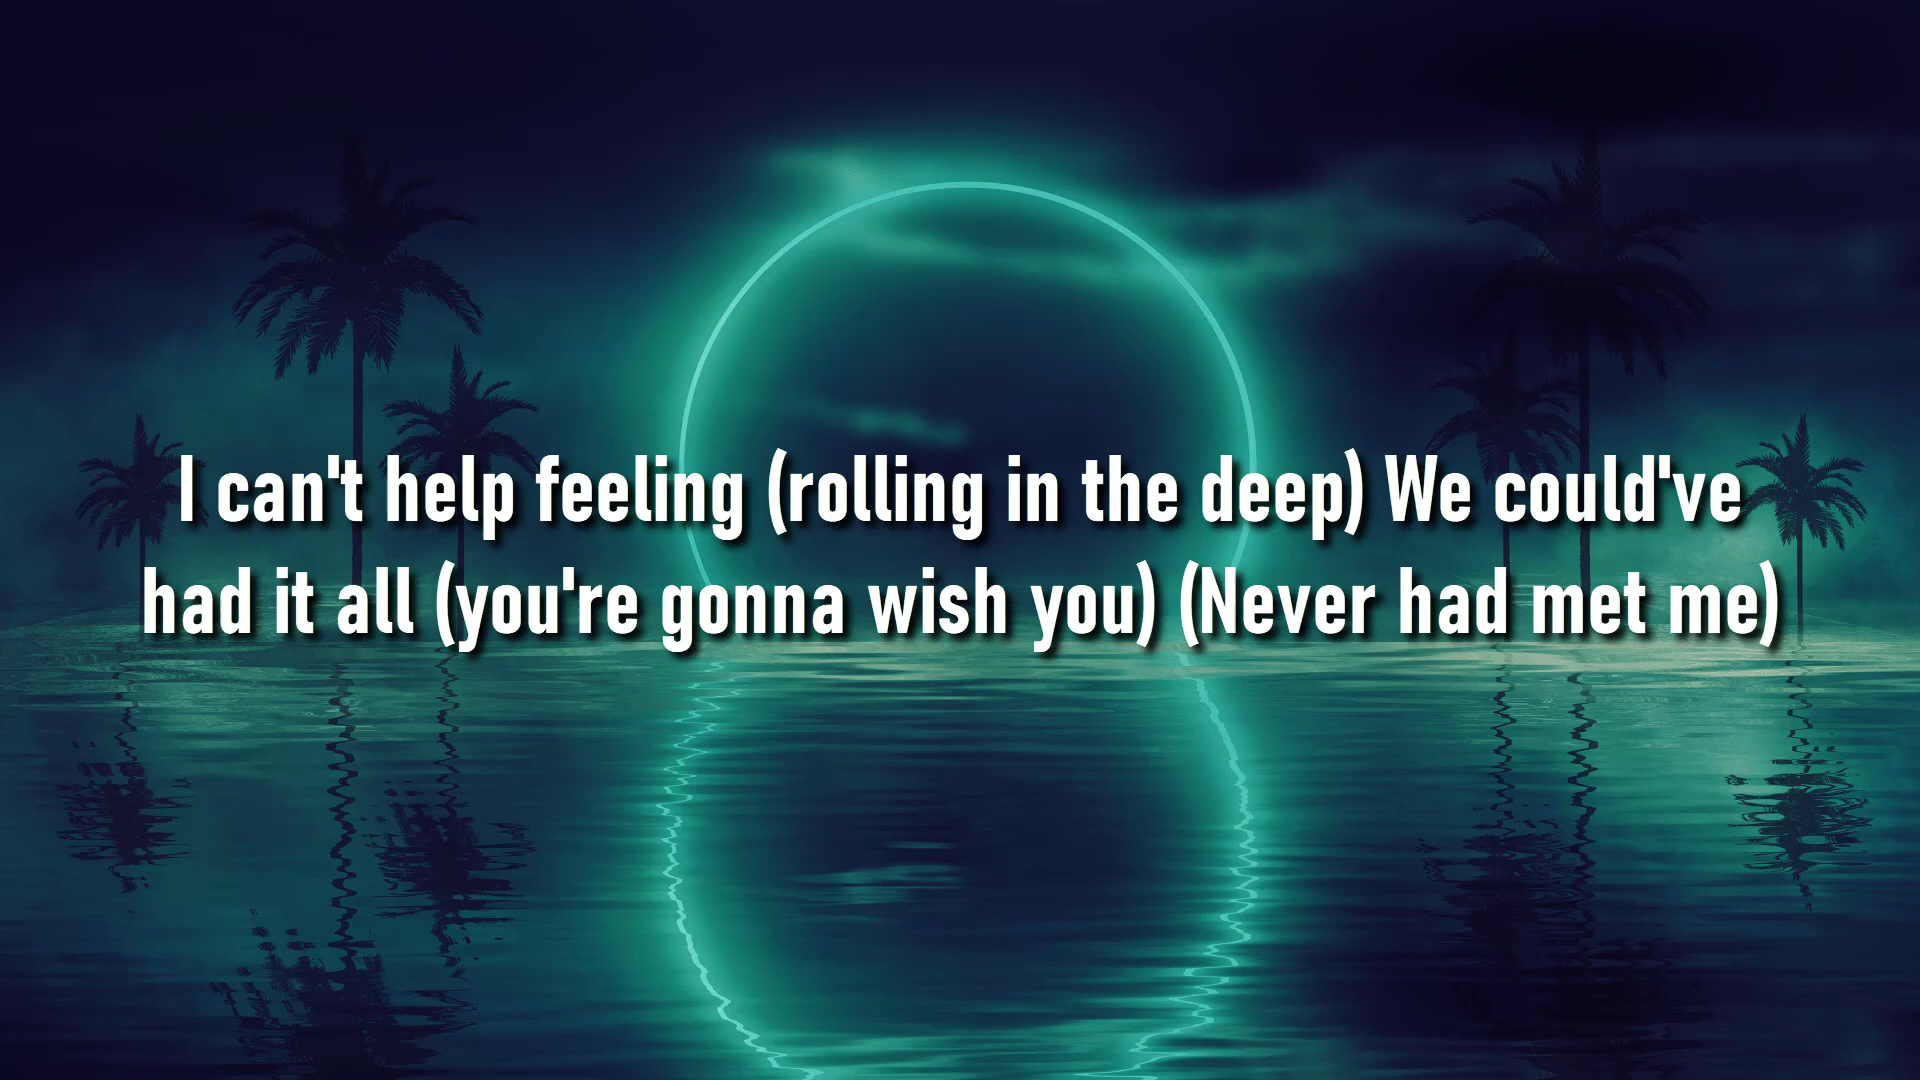 I can't help feeling (rolling in the deep) We could've
had it all (you're gonna wish you) (Never had met me)